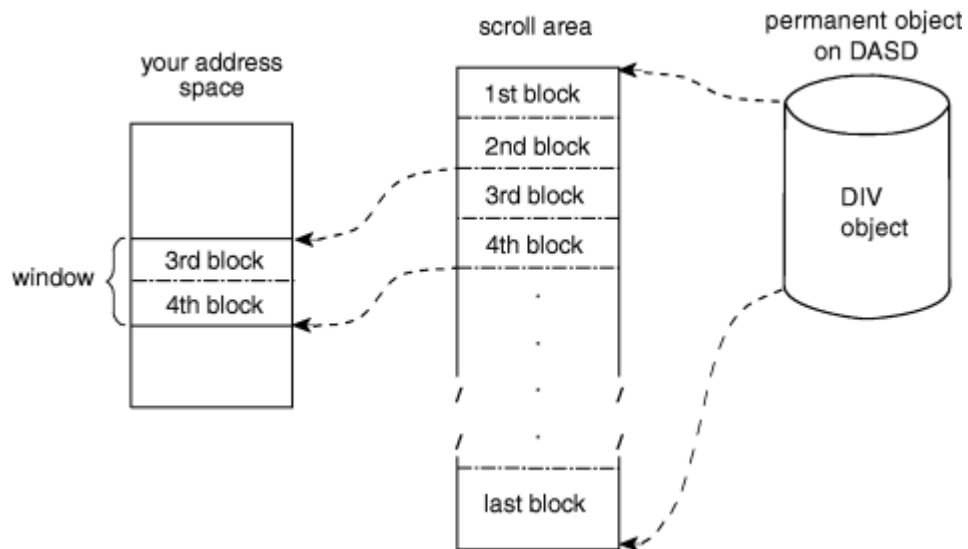 your address
space
window
3rd block
4th block
scroll area
1st block
2nd block
3rd block
4th block
last block
permanent object
on DASD
DIV
object